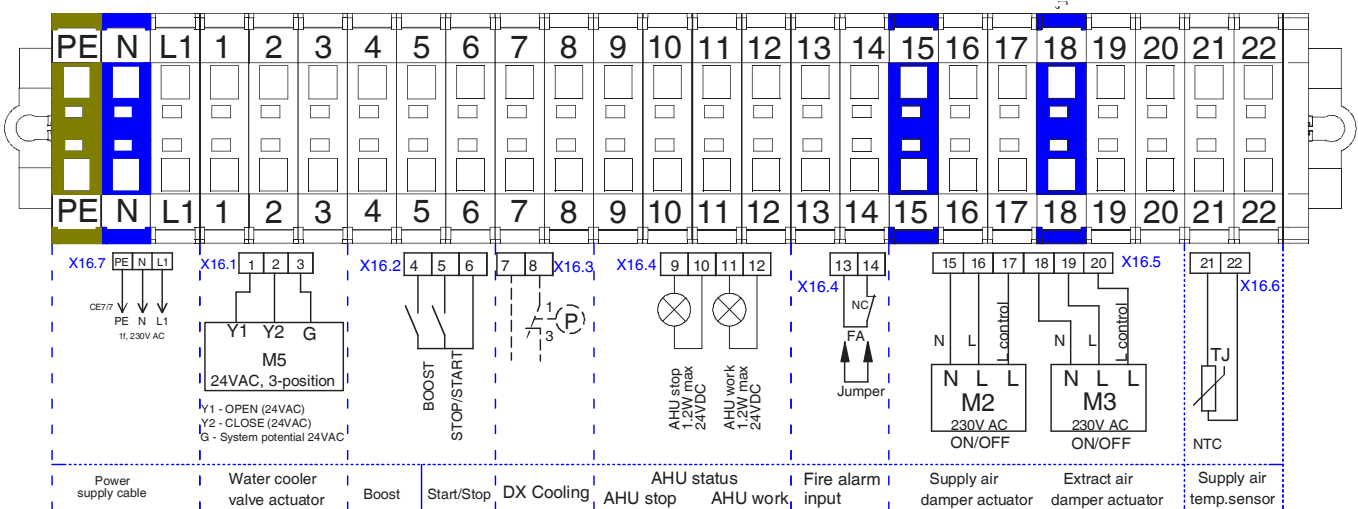 PE N L1 1 2 3 4 5 6 7 8 9 10 11 12 13 14 15 16 17 18 19 20 21 22
PE N L1 1 2 3 4 5 6 7 8 9 10 11 12 13 14 15 16 17 18 19 20 21 22
X16.7 PE N L1
CE7/7
PE N L1
1f, 230V AC
X16.1 1 2 3
Y1 Y2 G
M5
24VAC, 3-position
Y1 - OPEN (24VAC)
Y2 - CLOSE (24VAC)
G - System potential 24VAC
X16.2 4 5 6
BOOST
STOP/START
7 8 X16.3
1
P
3
X16.4 9 10 11 12
AHU stop
1.2W max
24VDC
AHU work
1.2W max
24VDC
13 14
X16.4
NC
FA
Jumper
15 16 17 18 19 20 X16.5
N L L control
N L L
M2
230V AC
ON/OFF
N L L control
N L L
M3
230V AC
ON/OFF
21 22
X16.6
TJ
NTC
Power
supply cable
Water cooler
valve actuator
Boost
Start/Stop
DX Cooling
AHU status
AHU stop AHU work
Fire alarm
input
Supply air
damper actuator
Extract air
damper actuator
Supply air
temp.sensor